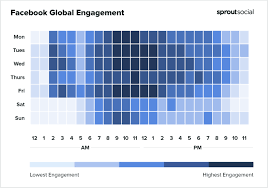 Facebook Global Engagement
sproutsocial
Mon
Tues
Wed
Thurs
Fri
Sat
Sun
12 1 2 3 4 5 6 7 8 9 10 11 12 1 2 3 4 5 6 7 8 9 10 11
AM PM
Lowest Engagement Highest Engagement